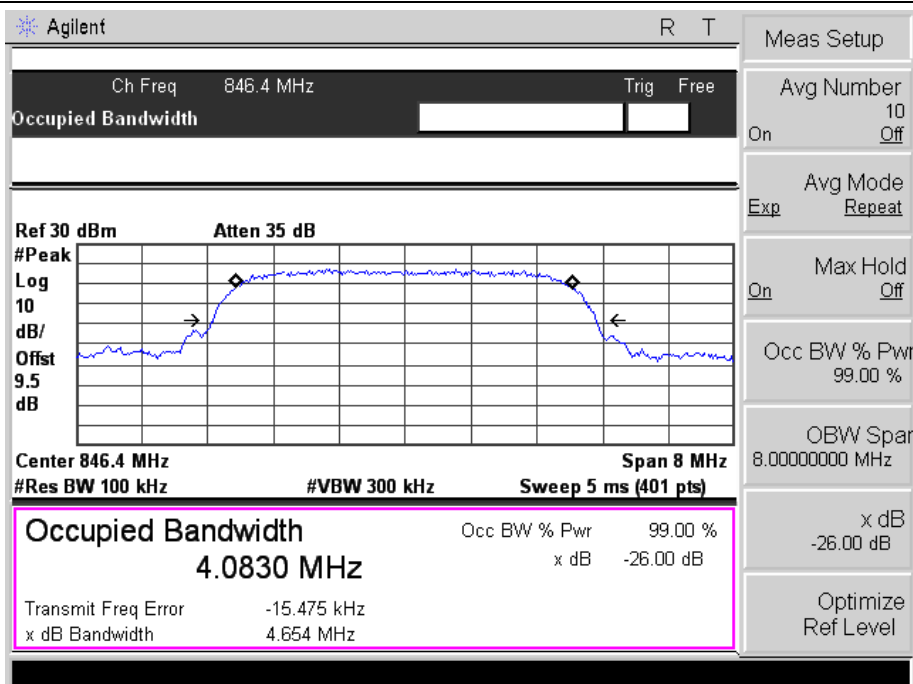 Agilent R T
Ch Freq 846.4 MHz Trig Free
Occupied Bandwidth
Ref 30 dBm Atten 35 dB
#Peak
Log
10
dB/
Offst
9.5
dB
Center 846.4 MHz Span 8 MHz
#Res BW 100 kHz #VBW 300 kHz Sweep 5 ms (401 pts)
Occupied Bandwidth Occ BW % Pwr 99.00 %
4.0830 MHz x dB -26.00 dB
Transmit Freq Error -15.475 kHz
x dB Bandwidth 4.654 MHz
Meas Setup
Avg Number
10
On Off
Avg Mode
Exp Repeat
Max Hold
On Off
Occ BW % Pwr
99.00 %
OBW Span
8.00000000 MHz
x dB
-26.00 dB
Optimize
Ref Level